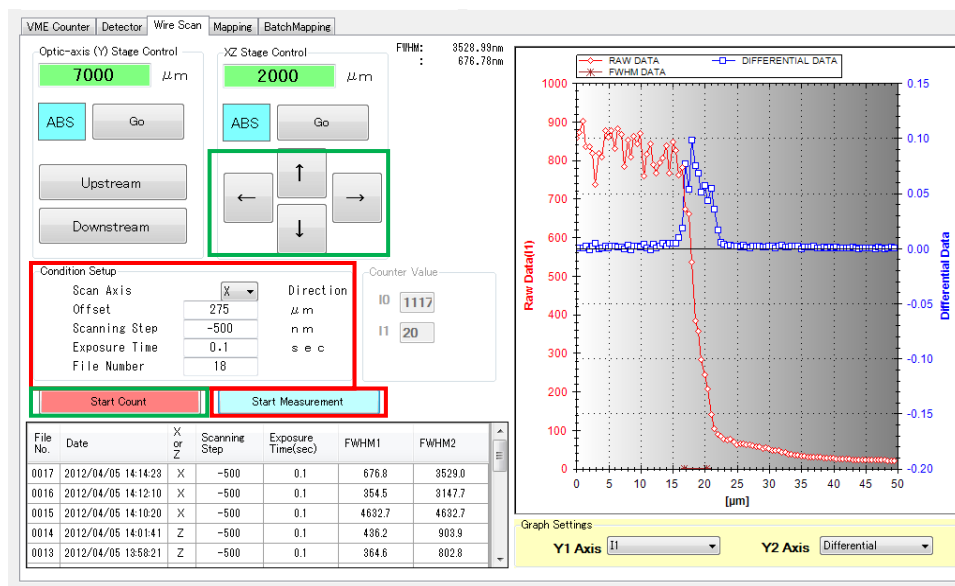 VME Counter Detector Wire Scan Mapping BatchMapping
Optic-axis (Y) Stage Control
7000 μm
ABS Go
Upstream
Downstream
XZ Stage Control
2000 μm
ABS Go
↑
← →
↓
FWHM: 3528.99nm
: 676.78nm
Condition Setup
Scan Axis X Direction
Offset 275 μm
Scanning Step -500 nm
Exposure Time 0.1 sec
File Number 18
Counter Value
I0 1117
I1 20
Start Count Start Measurement
File No. Date X or Z Scanning Step Exposure Time(sec) FWHM1 FWHM2
0017 2012/04/05 14:14:23 X -500 0.1 676.8 3529.0
0016 2012/04/05 14:12:10 X -500 0.1 354.5 3147.7
0015 2012/04/05 14:10:20 X -500 0.1 4632.7 4632.7
0014 2012/04/05 14:01:41 Z -500 0.1 436.2 903.9
0013 2012/04/05 13:58:21 Z -500 0.1 364.6 802.8
RAW DATA DIFFERENTIAL DATA
FWHM DATA
1000 0.15
900
0.10
800
700 0.05
600
0.00
500
-0.05
400
300 -0.10
200
-0.15
100
0 -0.20
Raw Data(I1)
Differential Data
0 5 10 15 20 25 30 35 40 45 50
[μm]
Graph Settings
Y1 Axis I1 Y2 Axis Differential